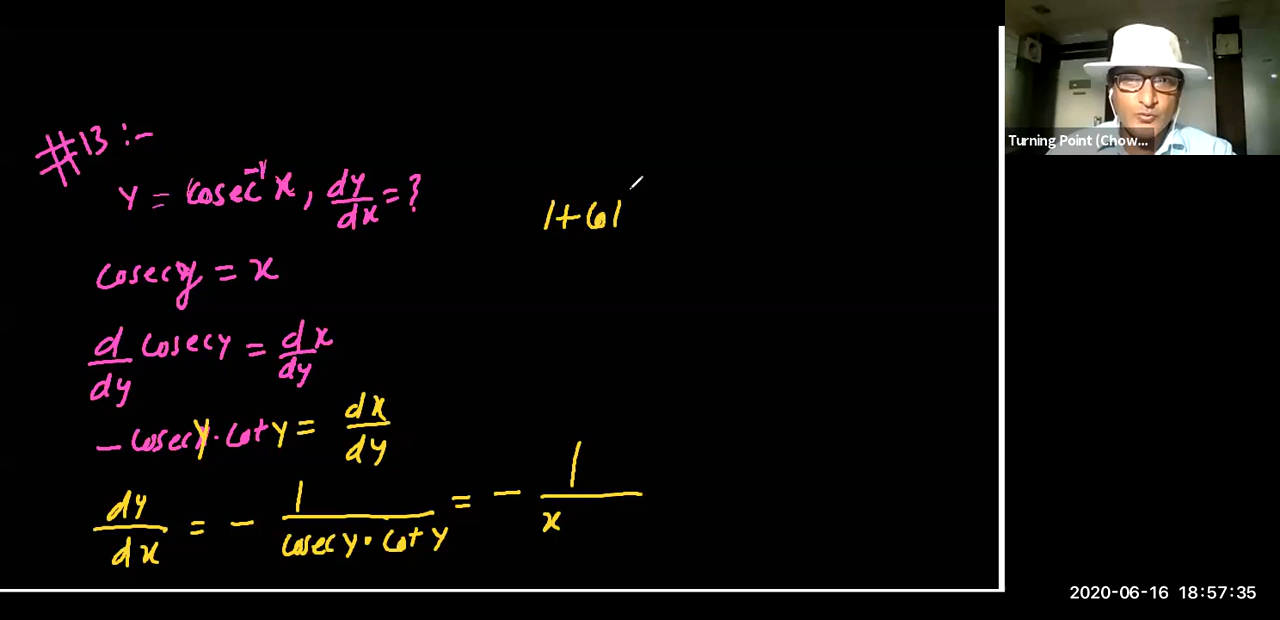 #13 :-
y = cosec⁻¹ x, dy/dx = ?
cosec y = x
d/dy cosec y = dx/dy
- cosec y · cot y = dx/dy
dy/dx = - 1/(cosec y · cot y) = - 1/x
1 + cot
Turning Point (Chow...
2020-06-16 18:57:35